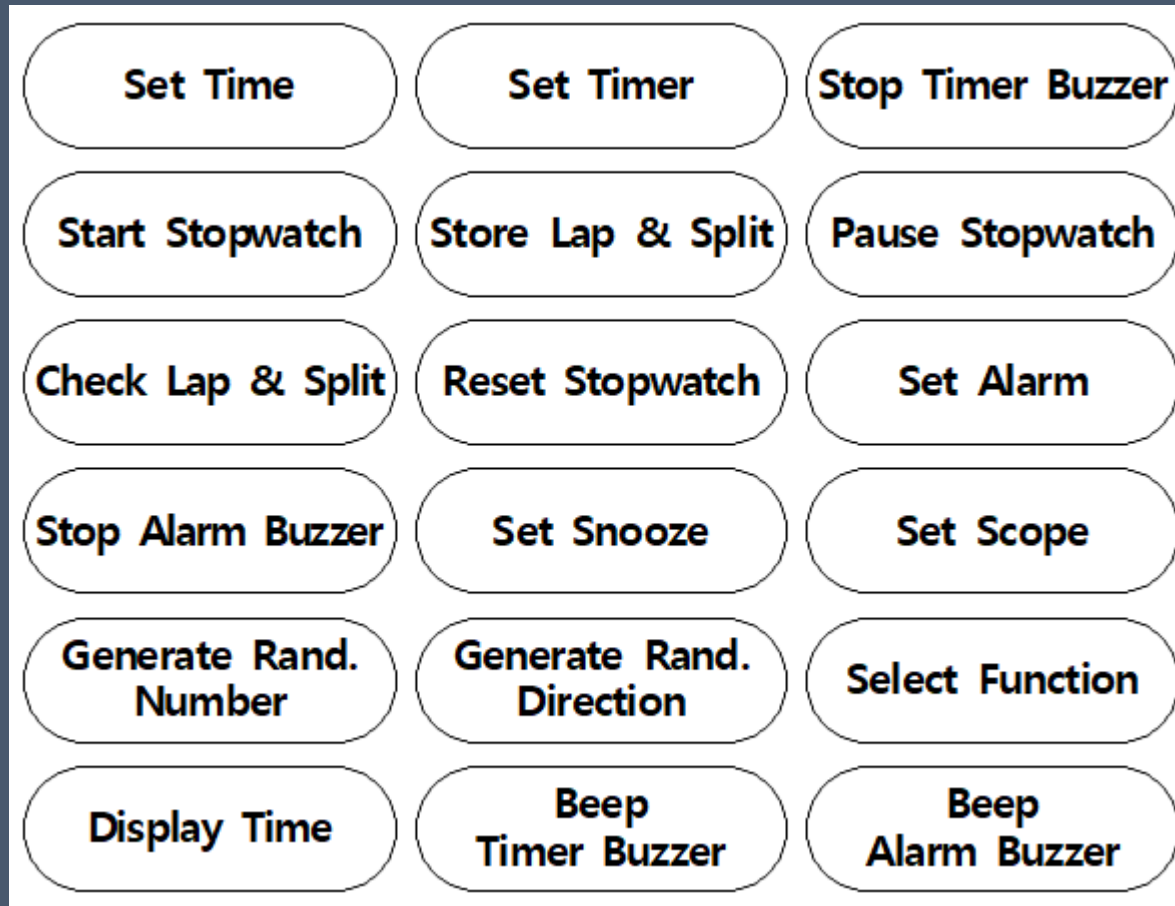 Set Time
Set Timer
Stop Timer Buzzer
Start Stopwatch
Store Lap & Split
Pause Stopwatch
Check Lap & Split
Reset Stopwatch
Set Alarm
Stop Alarm Buzzer
Set Snooze
Set Scope
Generate Rand.
Number
Generate Rand.
Direction
Select Function
Display Time
Beep
Timer Buzzer
Beep
Alarm Buzzer